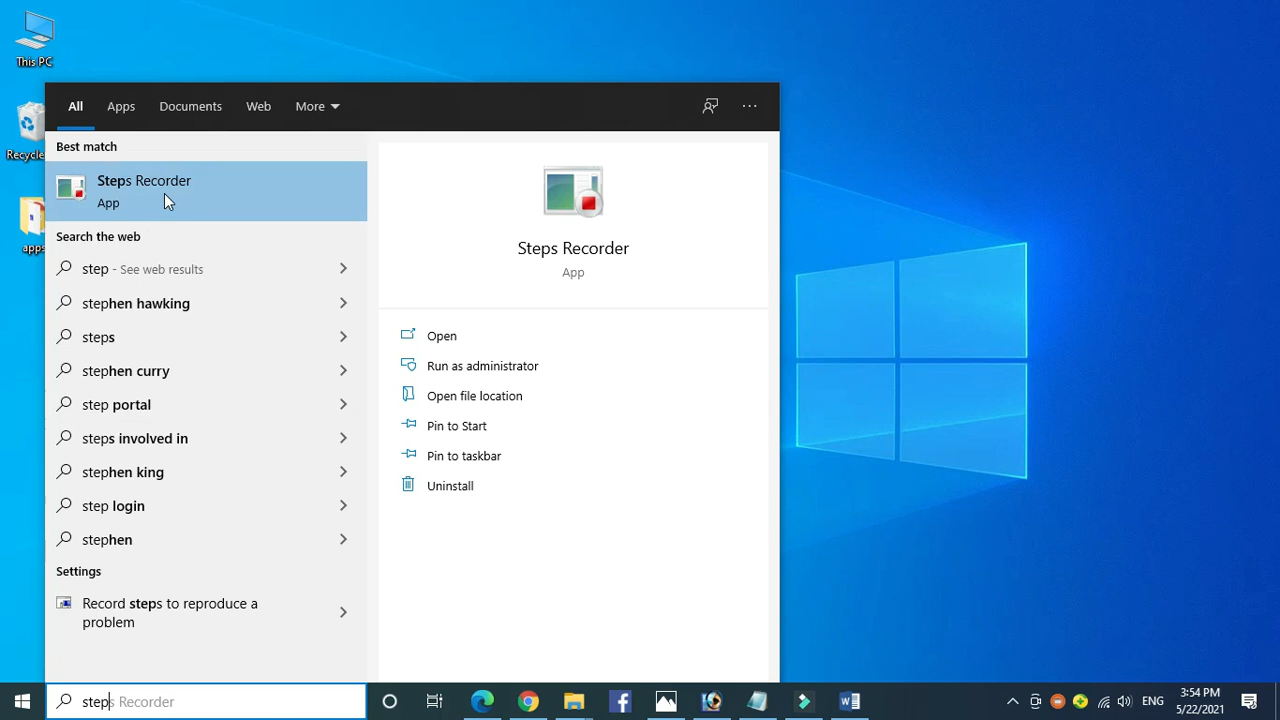 This PC
Recycle
apps
All Apps Documents Web More
Best match
Steps Recorder
App
Search the web
step - See web results
stephen hawking
steps
stephen curry
step portal
steps involved in
stephen king
step login
stephen
Settings
Record steps to reproduce a
problem
Steps Recorder
App
Open
Run as administrator
Open file location
Pin to Start
Pin to taskbar
Uninstall
steps Recorder
ENG
3:54 PM
5/22/2021